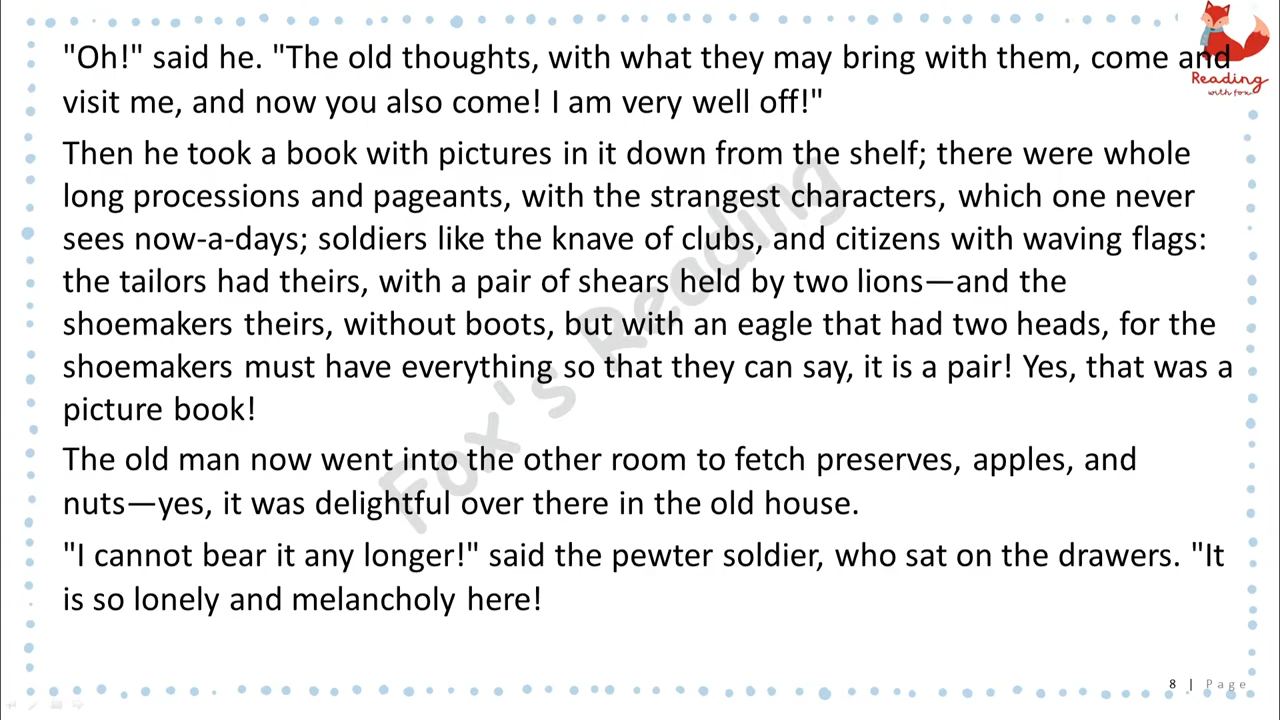 "Oh!" said he. "The old thoughts, with what they may bring with them, come and
visit me, and now you also come! I am very well off!"
Then he took a book with pictures in it down from the shelf; there were whole
long processions and pageants, with the strangest characters, which one never
sees now-a-days; soldiers like the knave of clubs, and citizens with waving flags:
the tailors had theirs, with a pair of shears held by two lions—and the
shoemakers theirs, without boots, but with an eagle that had two heads, for the
shoemakers must have everything so that they can say, it is a pair! Yes, that was a
picture book!
The old man now went into the other room to fetch preserves, apples, and
nuts—yes, it was delightful over there in the old house.
"I cannot bear it any longer!" said the pewter soldier, who sat on the drawers. "It
is so lonely and melancholy here!
Reading
with fox
Fox's Reading
8 | Page